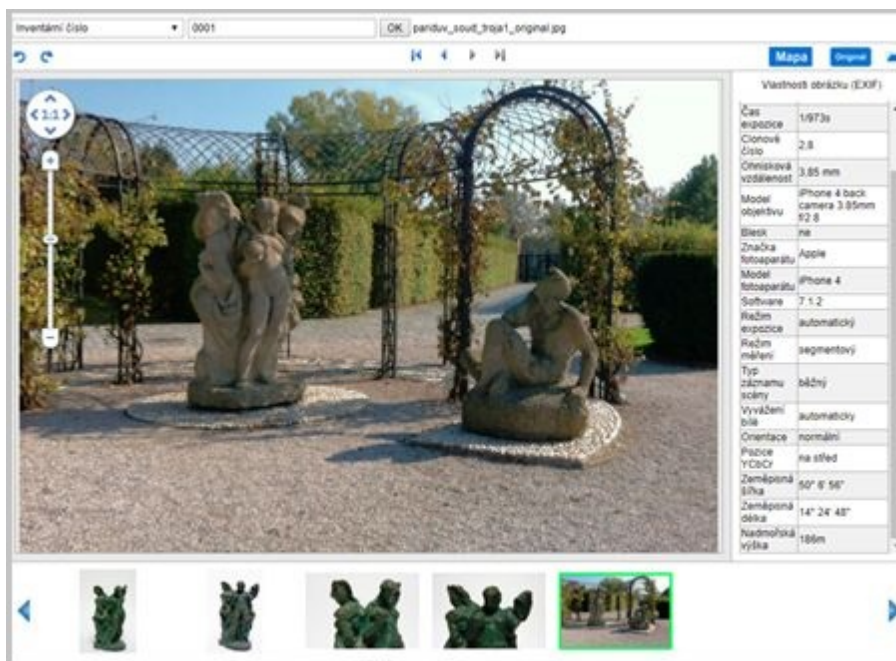 Inventární číslo 0001 OK pariduv_soud_troja1_original.jpg
Mapa Original
Vlastnosti obrázku (EXIF)
1:1
Čas
expozice 1/973s
Clonové
číslo 2.8
Ohnisková
vzdálenost 3.85 mm
Model
objektivu iPhone 4 back
camera 3.85mm
f/2.8
Blesk ne
Značka
fotoaparátu Apple
Model
fotoaparátu iPhone 4
Software 7.1.2
Režim
expozice automatický
Režim
měření segmentový
Typ
záznamu
scény běžný
Vyvážení
bílé automaticky
Orientace normální
Pozice
YCbCr na střed
Zeměpisná
šířka 50° 6' 56"
Zeměpisná
délka 14° 24' 48"
Nadmořská
výška 186m